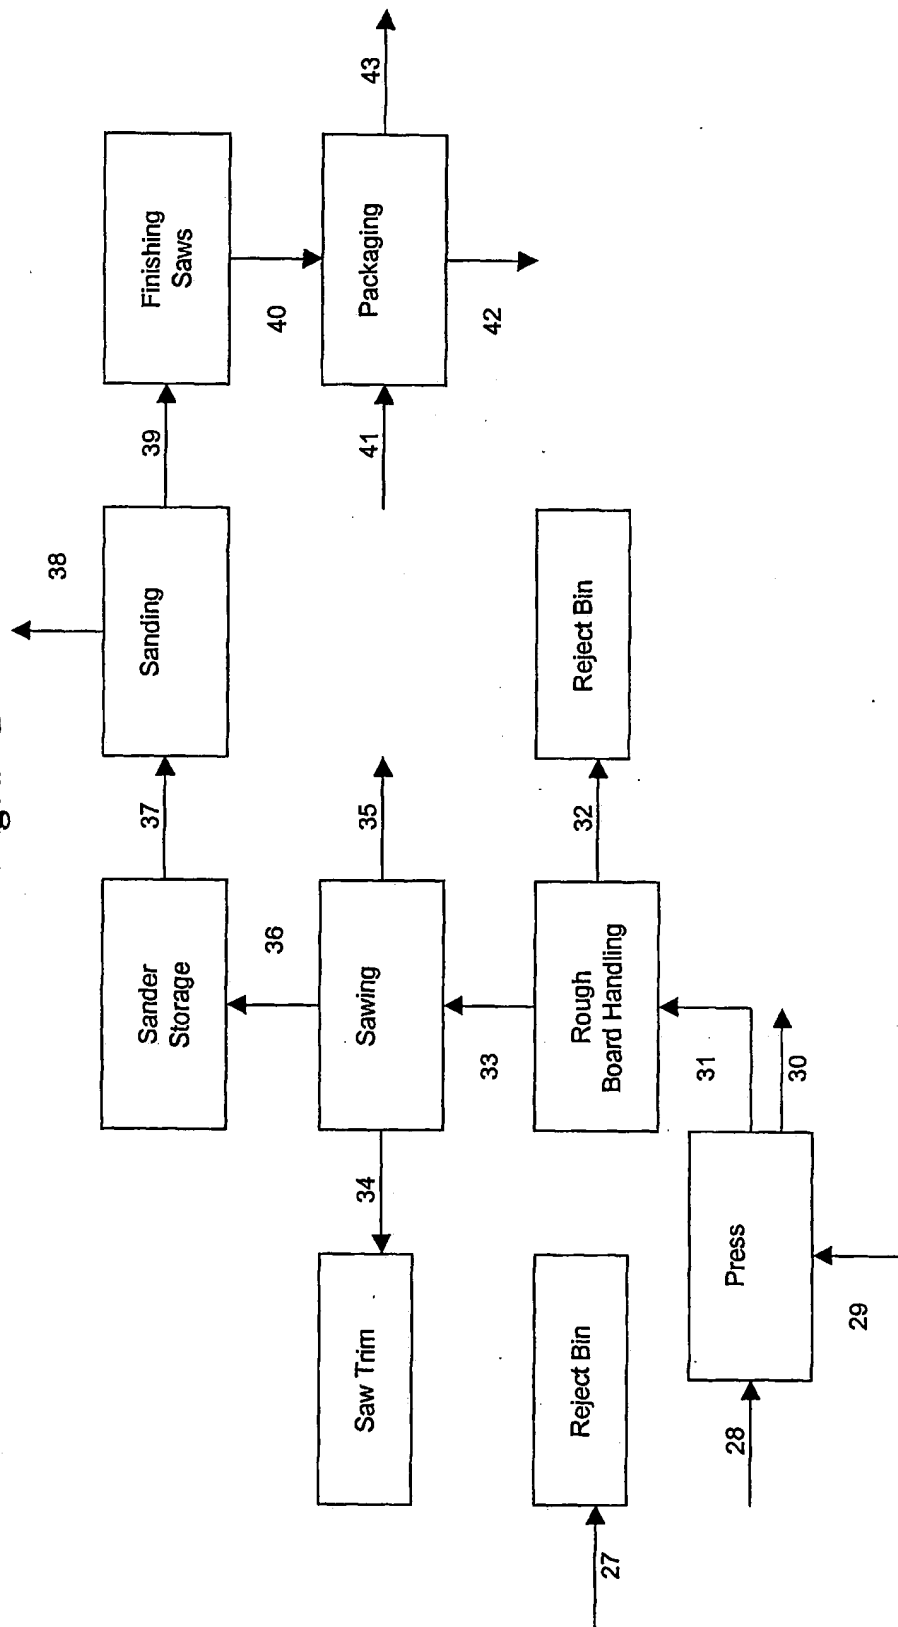 38
Sander
Storage
37
Sanding
39
Finishing
Saws
36
40
Saw Trim
34
Sawing
35
41
Packaging
43
33
42
27
Reject Bin
Rough
Board Handling
32
Reject Bin
31
28
Press
30
29